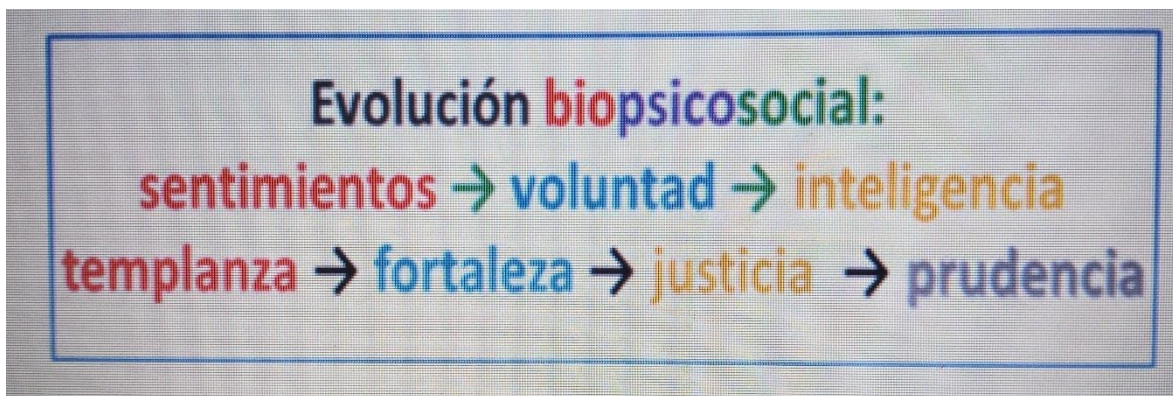 Evolución biopsicosocial:
sentimientos → voluntad → inteligencia
templanza → fortaleza → justicia → prudencia